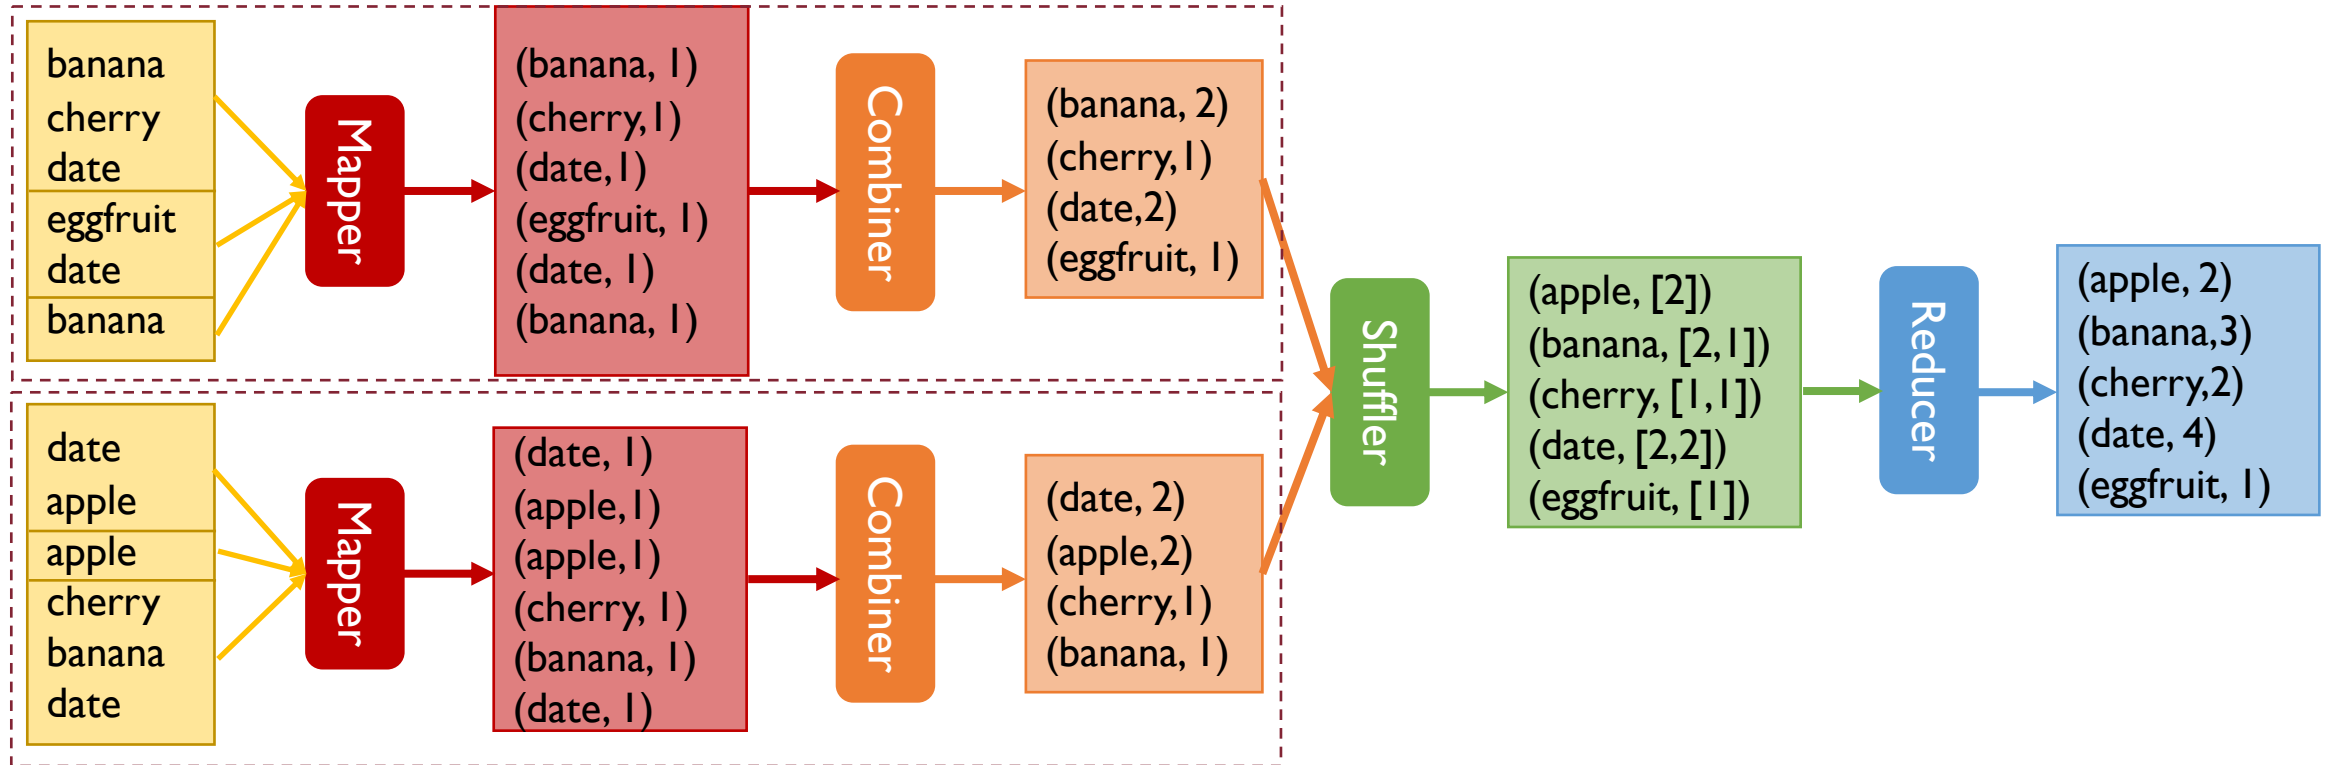 banana
cherry
date
eggfruit
date
banana
Mapper
(banana, 1)
(cherry,1)
(date,1)
(eggfruit, 1)
(date, 1)
(banana, 1)
Combiner
(banana, 2)
(cherry,1)
(date,2)
(eggfruit, 1)
date
apple
apple
cherry
banana
date
Mapper
(date, 1)
(apple,1)
(apple,1)
(cherry, 1)
(banana, 1)
(date, 1)
Combiner
(date, 2)
(apple,2)
(cherry,1)
(banana, 1)
Shuffler
(apple, [2])
(banana, [2,1])
(cherry, [1,1])
(date, [2,2])
(eggfruit, [1])
Reducer
(apple, 2)
(banana,3)
(cherry,2)
(date, 4)
(eggfruit, 1)